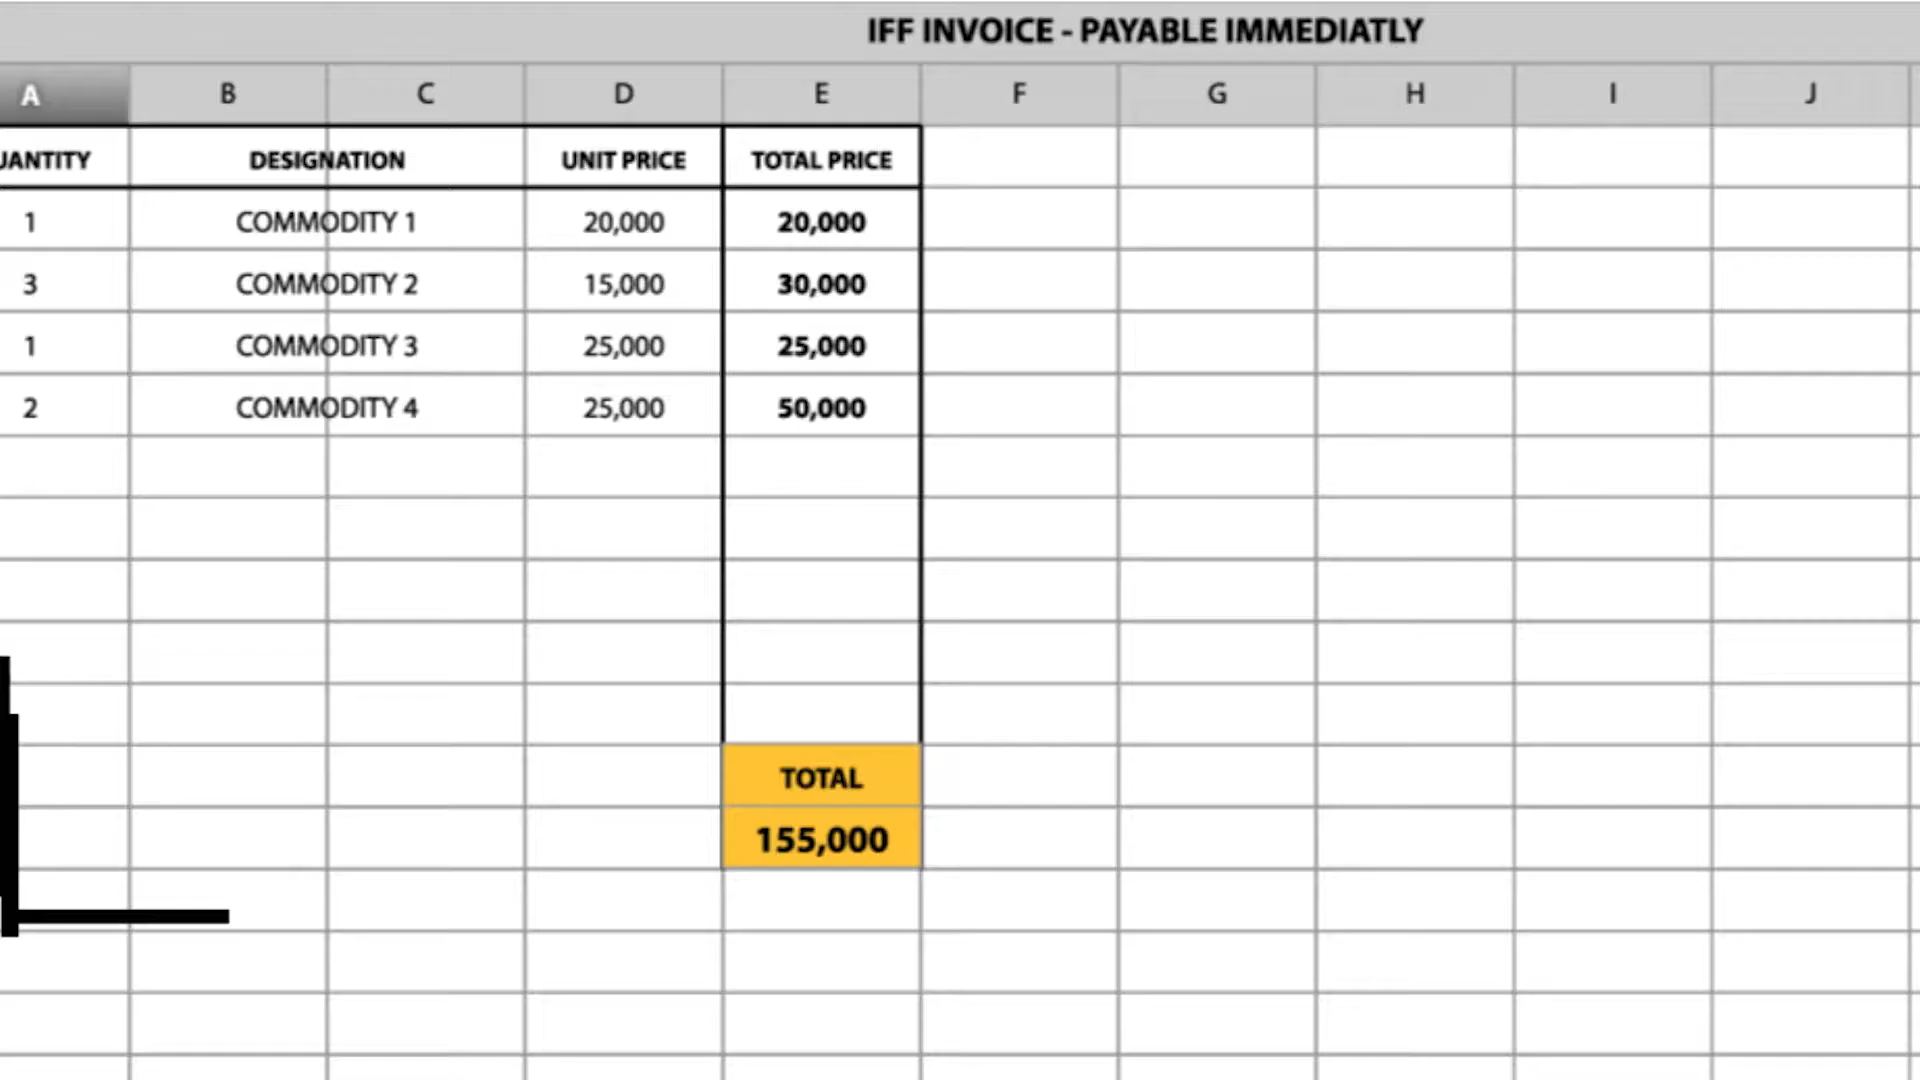 IFF INVOICE - PAYABLE IMMEDIATLY
A B C D E F G H I J
UANTITY DESIGNATION UNIT PRICE TOTAL PRICE
1 COMMODITY 1 20,000 20,000
3 COMMODITY 2 15,000 30,000
1 COMMODITY 3 25,000 25,000
2 COMMODITY 4 25,000 50,000
TOTAL
155,000